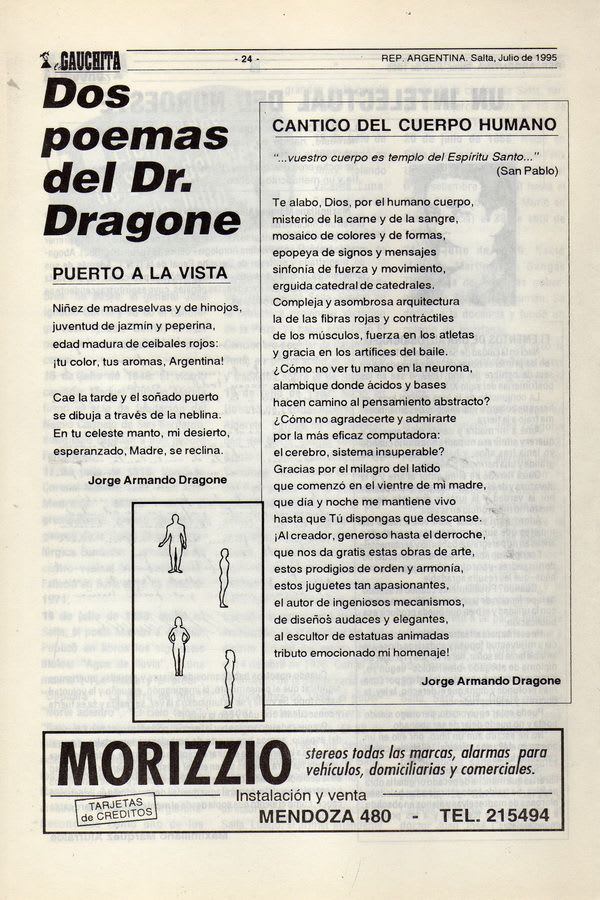 La GAUCHITA
- 24 -
REP. ARGENTINA. Salta, Julio de 1995
Dos
poemas
del Dr.
Dragone
PUERTO A LA VISTA
Niñez de madreselvas y de hinojos,
juventud de jazmín y peperina,
edad madura de ceibales rojos:
¡tu color, tus aromas, Argentina!
Cae la tarde y el soñado puerto
se dibuja a través de la neblina.
En tu celeste manto, mi desierto,
esperanzado, Madre, se reclina.
Jorge Armando Dragone
CANTICO DEL CUERPO HUMANO
"...vuestro cuerpo es templo del Espíritu Santo..."
(San Pablo)
Te alabo, Dios, por el humano cuerpo,
misterio de la carne y de la sangre,
mosaico de colores y de formas,
epopeya de signos y mensajes
sinfonía de fuerza y movimiento,
erguida catedral de catedrales.
Compleja y asombrosa arquitectura
la de las fibras rojas y contráctiles
de los músculos, fuerza en los atletas
y gracia en los artífices del baile.
¿Cómo no ver tu mano en la neurona,
alambique donde ácidos y bases
hacen camino al pensamiento abstracto?
¿Cómo no agradecerte y admirarte
por la más eficaz computadora:
el cerebro, sistema insuperable?
Gracias por el milagro del latido
que comenzó en el vientre de mi madre,
que día y noche me mantiene vivo
hasta que Tú dispongas que descanse.
¡Al creador, generoso hasta el derroche,
que nos da gratis estas obras de arte,
estos prodigios de orden y armonía,
estos juguetes tan apasionantes,
el autor de ingeniosos mecanismos,
de diseños audaces y elegantes,
al escultor de estatuas animadas
tributo emocionado mi homenaje!
Jorge Armando Dragone
MORIZZIO
stereos todas las marcas, alarmas para
vehículos, domiciliarias y comerciales.
Instalación y venta
TARJETAS
de CREDITOS
MENDOZA 480 - TEL. 215494